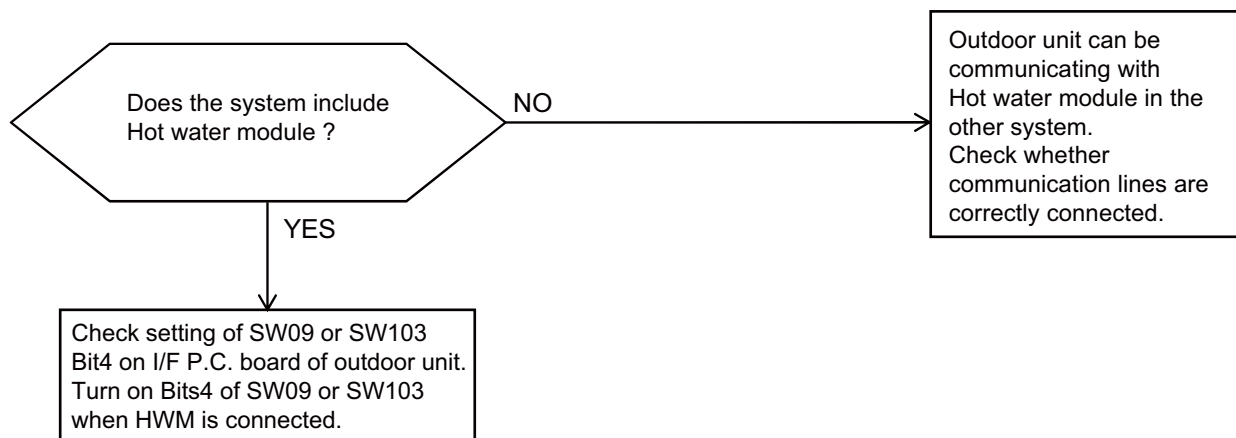 Does the system include
Hot water module ?
NO
Outdoor unit can be
communicating with
Hot water module in the
other system.
Check whether
communication lines are
correctly connected.
YES
Check setting of SW09 or SW103
Bit4 on I/F P.C. board of outdoor unit.
Turn on Bits4 of SW09 or SW103
when HWM is connected.